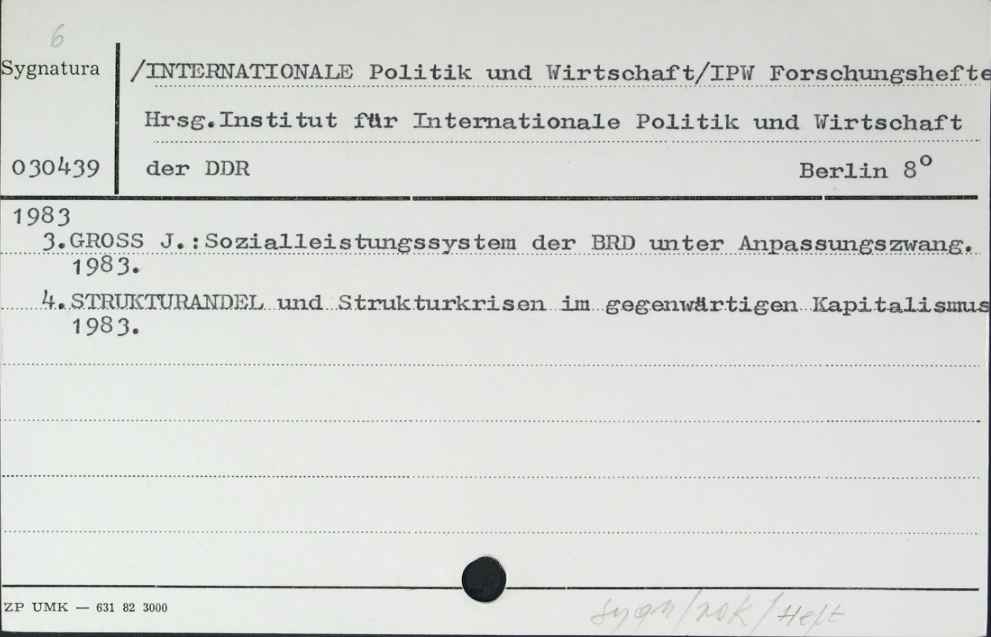 6
Sygnatura
/INTERNATIONALE Politik und Wirtschaft/IPW Forschungshefte
Hrsg.Institut für Internationale Politik und Wirtschaft
030439 der DDR Berlin 8°
1983
3.GROSS J.:Sozialleistungssystem der BRD unter Anpassungszwang.
1983.
4.STRUKTURANDEL und Strukturkrisen im gegenwärtigen Kapitalismus
1983.
ZP UMK — 631 82 3000
sygn/rok/Heft